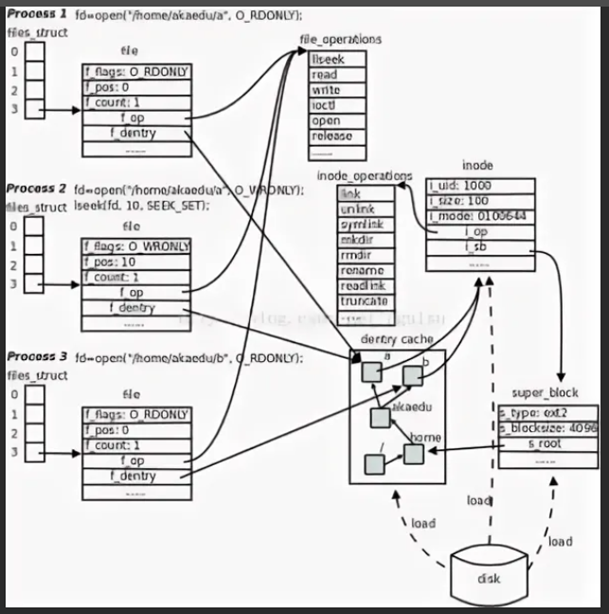 Process 1 fd=open("/home/akaedu/a", O_RDONLY);
files_struct
0
1
2
3
file
f_flags: O_RDONLY
f_pos: 0
f_count: 1
f_op
f_dentry
......
file_operations
llseek
read
write
ioctl
open
release
......
Process 2 fd=open("/home/akaedu/a", O_WRONLY);
lseek(fd, 10, SEEK_SET);
files_struct
0
1
2
3
file
f_flags: O_WRONLY
f_pos: 10
f_count: 1
f_op
f_dentry
......
inode_operations
link
unlink
symlink
mkdir
rmdir
rename
readlink
truncate
......
inode
i_uid: 1000
i_size: 100
i_mode: 0100644
i_op
i_sb
......
Process 3 fd=open("/home/akaedu/b", O_RDONLY);
files_struct
0
1
2
3
file
f_flags: O_RDONLY
f_pos: 0
f_count: 1
f_op
f_dentry
......
dentry cache
a
b
akaedu
home
/
super_block
s_type: ext2
s_blocksize: 4096
s_root
......
load
load
load
disk